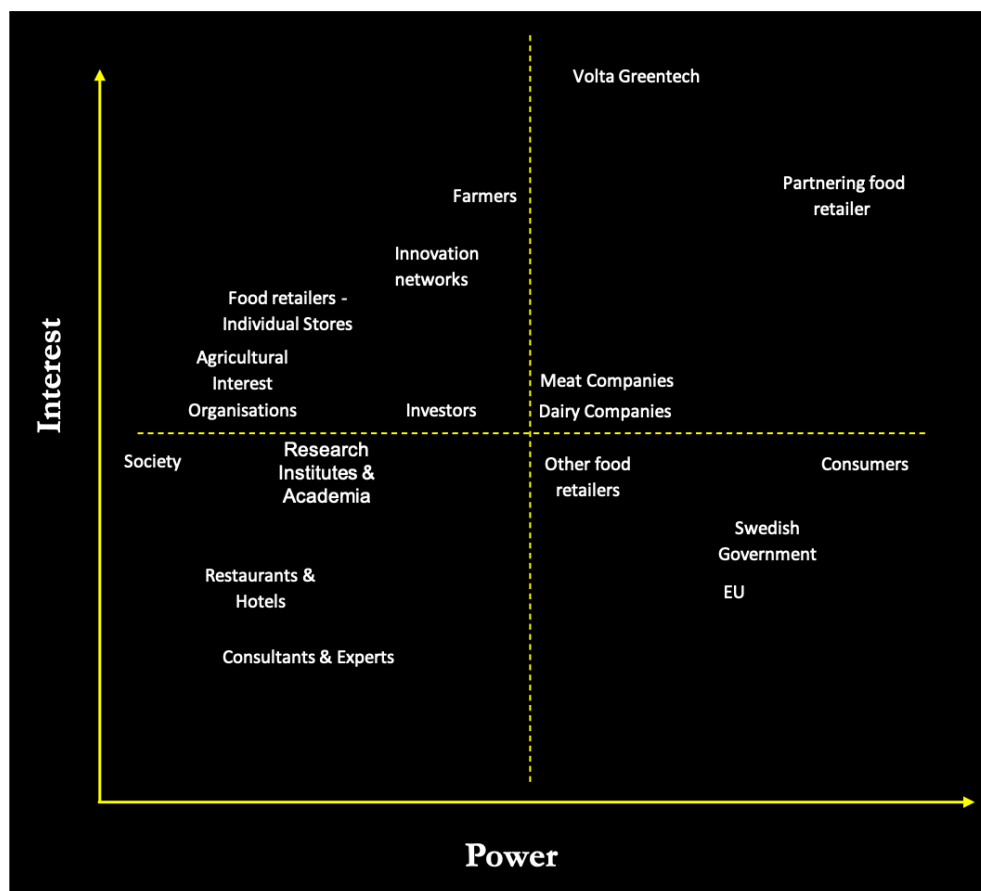 Volta Greentech
Partnering food
retailer
Farmers
Innovation
networks
Food retailers -
Individual Stores
Agricultural
Interest
Organisations
Investors
Meat Companies
Dairy Companies
Interest
Society
Research
Institutes &
Academia
Other food
retailers
Consumers
Swedish
Government
EU
Restaurants &
Hotels
Consultants & Experts
Power